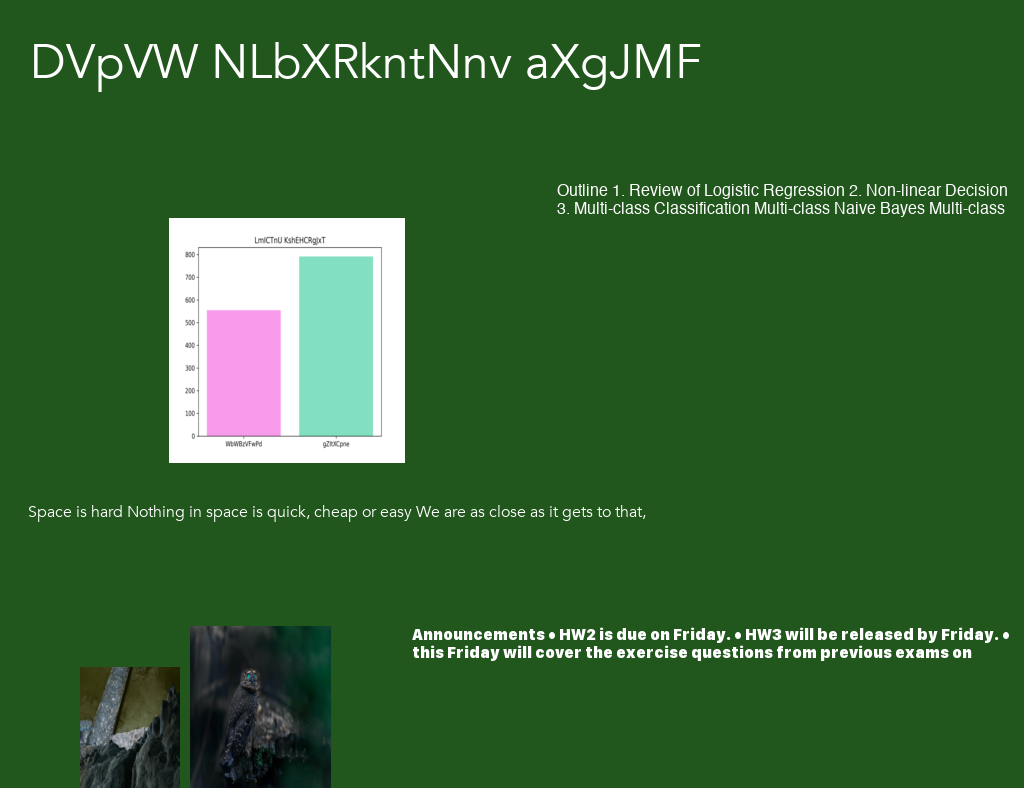 DVpVW NLbXRkntNnv aXgJMF
Outline 1. Review of Logistic Regression 2. Non-linear Decision
3. Multi-class Classification Multi-class Naive Bayes Multi-class
LmICTnU KshEHCRgJxT
800
700
600
500
400
300
200
100
0
WbWBzVFwPd
gZltXCpne
Space is hard Nothing in space is quick, cheap or easy We are as close as it gets to that,
Announcements • HW2 is due on Friday. • HW3 will be released by Friday. •
this Friday will cover the exercise questions from previous exams on